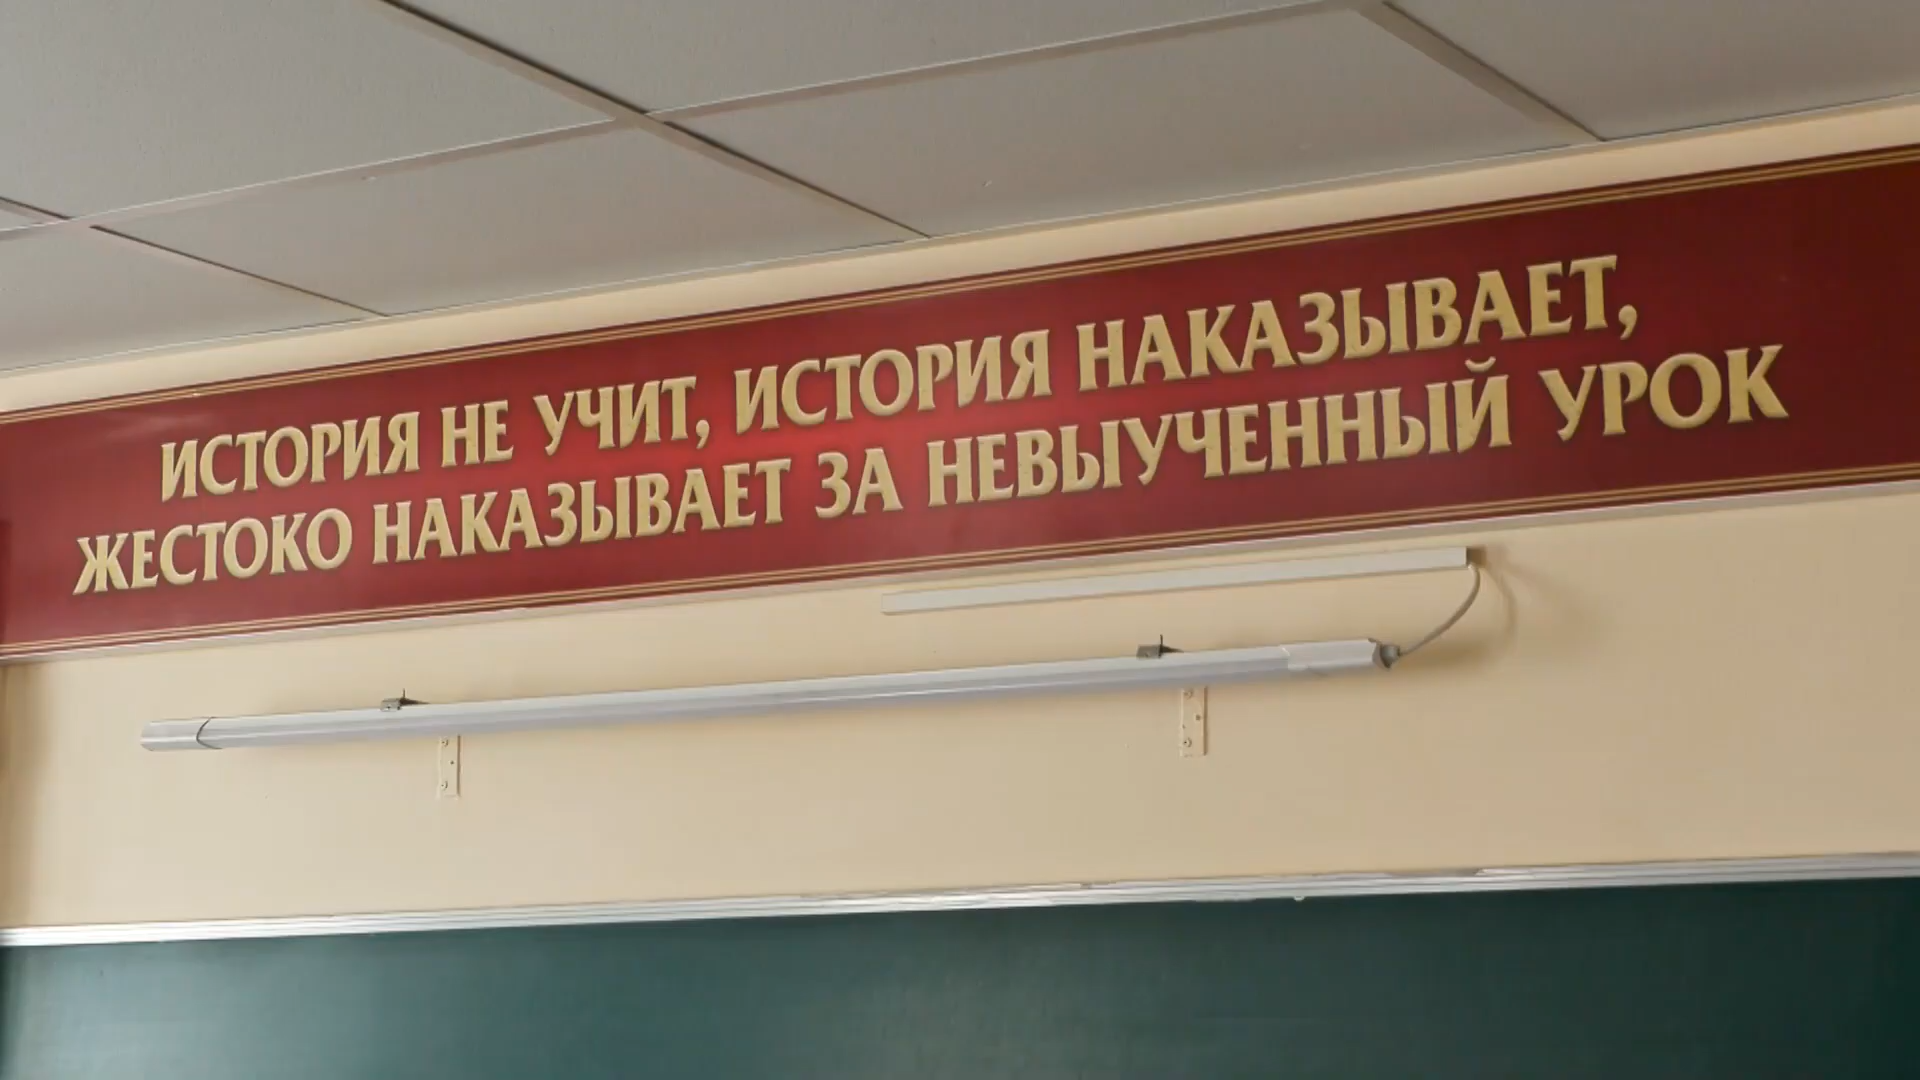 ИСТОРИЯ НЕ УЧИТ, ИСТОРИЯ НАКАЗЫВАЕТ,
ЖЕСТОКО НАКАЗЫВАЕТ ЗА НЕВЫУЧЕННЫЙ УРОК